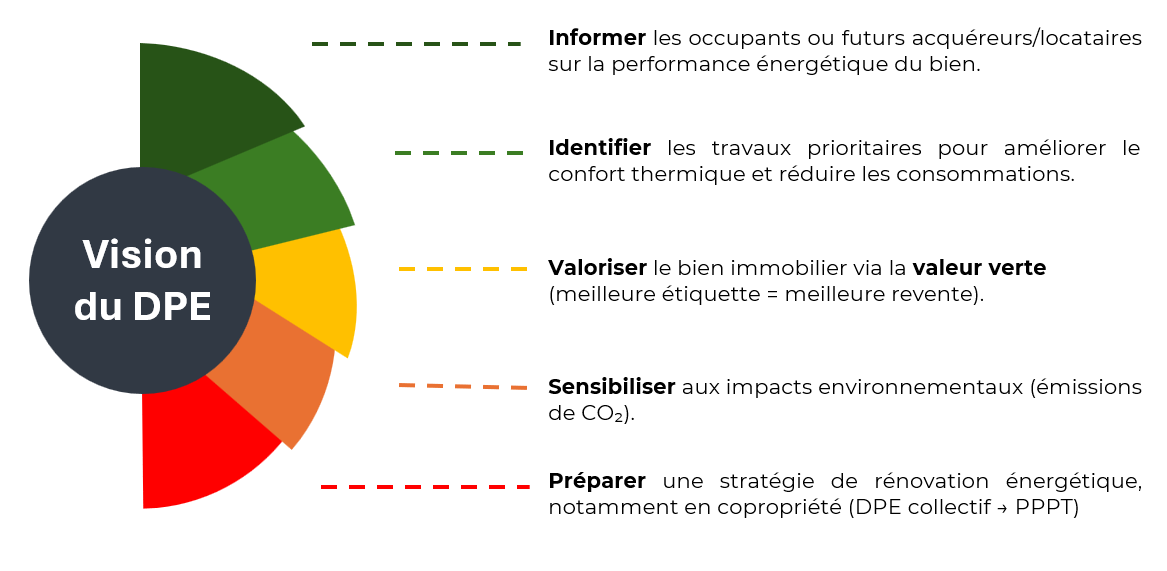 Vision
du DPE
Informer les occupants ou futurs acquéreurs/locataires
sur la performance énergétique du bien.
Identifier les travaux prioritaires pour améliorer le
confort thermique et réduire les consommations.
Valoriser le bien immobilier via la valeur verte
(meilleure étiquette = meilleure revente).
Sensibiliser aux impacts environnementaux (émissions
de CO₂).
Préparer une stratégie de rénovation énergétique,
notamment en copropriété (DPE collectif → PPPT)